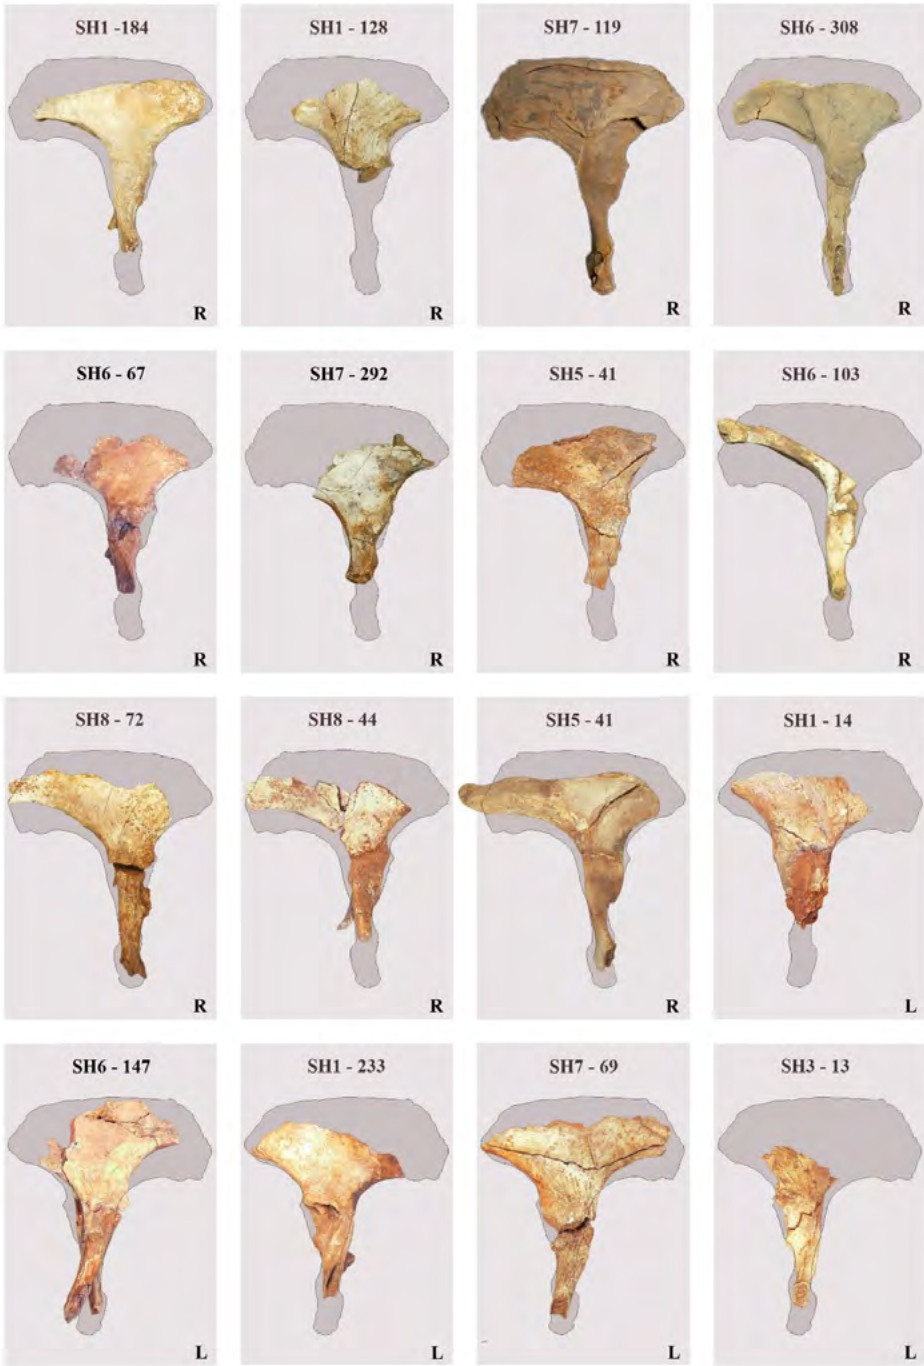 SH1 -184
SH1 - 128
SH7 - 119
SH6 - 308
R
R
R
R
SH6 - 67
SH7 - 292
SH5 - 41
SH6 - 103
R
R
R
R
SH8 - 72
SH8 - 44
SH5 - 41
SH1 - 14
R
R
R
L
SH6 - 147
SH1 - 233
SH7 - 69
SH3 - 13
L
L
L
L